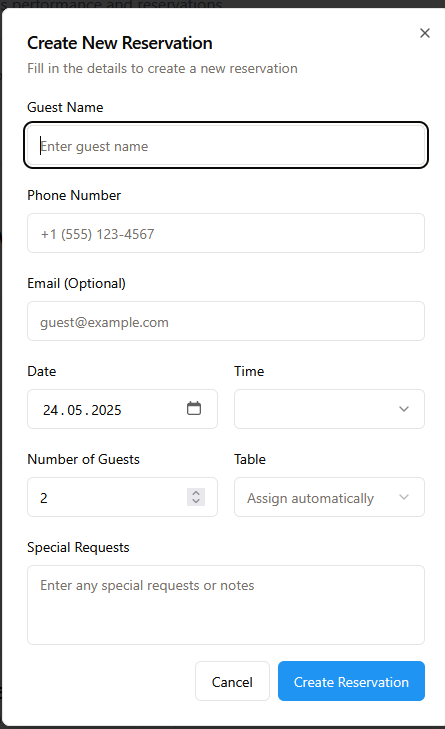 s performance and reservations
Create New Reservation
Fill in the details to create a new reservation
Guest Name
Enter guest name
Phone Number
+1 (555) 123-4567
Email (Optional)
guest@example.com
Date Time
24.05.2025
Number of Guests Table
2 Assign automatically
Special Requests
Enter any special requests or notes
Cancel Create Reservation